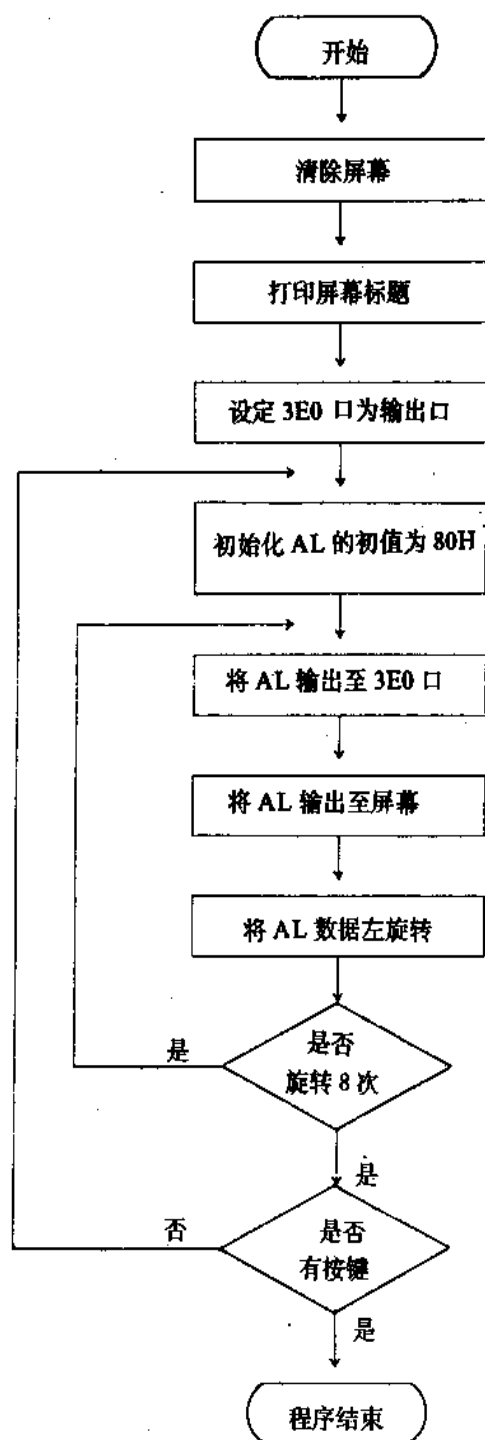 开始
清除屏幕
打印屏幕标题
设定 3E0 口为输出口
初始化 AL 的初值为 80H
将 AL 输出至 3E0 口
将 AL 输出至屏幕
将 AL 数据左旋转
是
是否
旋转 8 次
是
否
是否
有按键
是
程序结束